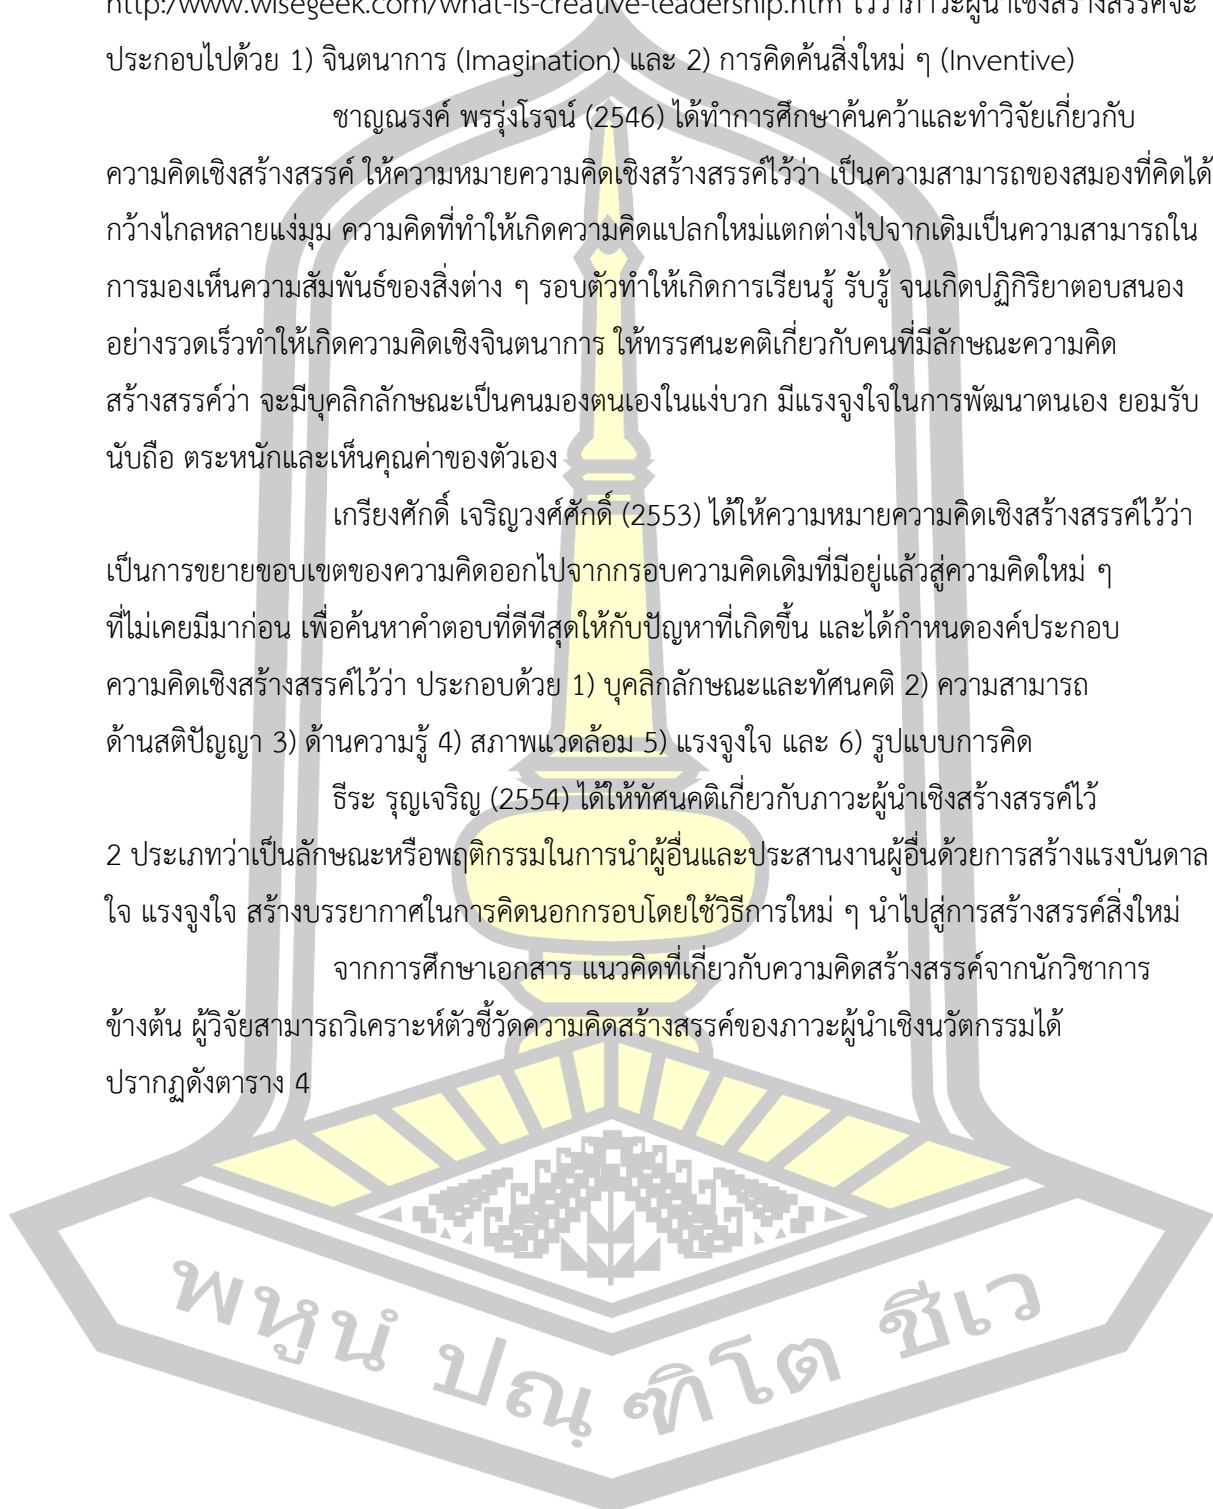 http:/www.wisegeek.com/what-is-creative-leadership.htm ไว้ว่าภาวะผู้นำเชิงสร้างสรรค์จะ
ประกอบไปด้วย 1) จินตนาการ (Imagination) และ 2) การคิดค้นสิ่งใหม่ ๆ (Inventive)
ชาญณรงค์ พรรุ่งโรจน์ (2546) ได้ทำการศึกษาค้นคว้าและทำวิจัยเกี่ยวกับ
ความคิดเชิงสร้างสรรค์ ให้ความหมายความคิดเชิงสร้างสรรค์ไว้ว่า เป็นความสามารถของสมองที่คิดได้
กว้างไกลหลายแง่มุม ความคิดที่ทำให้เกิดความคิดแปลกใหม่แตกต่างไปจากเดิมเป็นความสามารถใน
การมองเห็นความสัมพันธ์ของสิ่งต่าง ๆ รอบตัวทำให้เกิดการเรียนรู้ รับรู้ จนเกิดปฏิกิริยาตอบสนอง
อย่างรวดเร็วทำให้เกิดความคิดเชิงจินตนาการ ให้ทรรศนะคติเกี่ยวกับคนที่มีลักษณะความคิด
สร้างสรรค์ว่า จะมีบุคลิกลักษณะเป็นคนมองตนเองในแง่บวก มีแรงจูงใจในการพัฒนาตนเอง ยอมรับ
นับถือ ตระหนักและเห็นคุณค่าของตัวเอง
เกรียงศักดิ์ เจริญวงศ์ศักดิ์ (2553) ได้ให้ความหมายความคิดเชิงสร้างสรรค์ไว้ว่า
เป็นการขยายขอบเขตของความคิดออกไปจากกรอบความคิดเดิมที่มีอยู่แล้วสู่ความคิดใหม่ ๆ
ที่ไม่เคยมีมาก่อน เพื่อค้นหาคำตอบที่ดีทีสุดให้กับปัญหาที่เกิดขึ้น และได้กำหนดองค์ประกอบ
ความคิดเชิงสร้างสรรค์ไว้ว่า ประกอบด้วย 1) บุคลิกลักษณะและทัศนคติ 2) ความสามารถ
ด้านสติปัญญา 3) ด้านความรู้ 4) สภาพแวดล้อม 5) แรงจูงใจ และ 6) รูปแบบการคิด
ธีระ รุญเจริญ (2554) ได้ให้ทัศนคติเกี่ยวกับภาวะผู้นำเชิงสร้างสรรค์ไว้
2 ประเภทว่าเป็นลักษณะหรือพฤติกรรมในการนำผู้อื่นและประสานงานผู้อื่นด้วยการสร้างแรงบันดาล
ใจ แรงจูงใจ สร้างบรรยากาศในการคิดนอกกรอบโดยใช้วิธีการใหม่ ๆ นำไปสู่การสร้างสรรค์สิ่งใหม่
จากการศึกษาเอกสาร แนวคิดที่เกี่ยวกับความคิดสร้างสรรค์จากนักวิชาการ
ข้างต้น ผู้วิจัยสามารถวิเคราะห์ตัวชี้วัดความคิดสร้างสรรค์ของภาวะผู้นำเชิงนวัตกรรมได้
ปรากฏดังตาราง 4
พหูนํ ปณฺฑิโต ชีเว